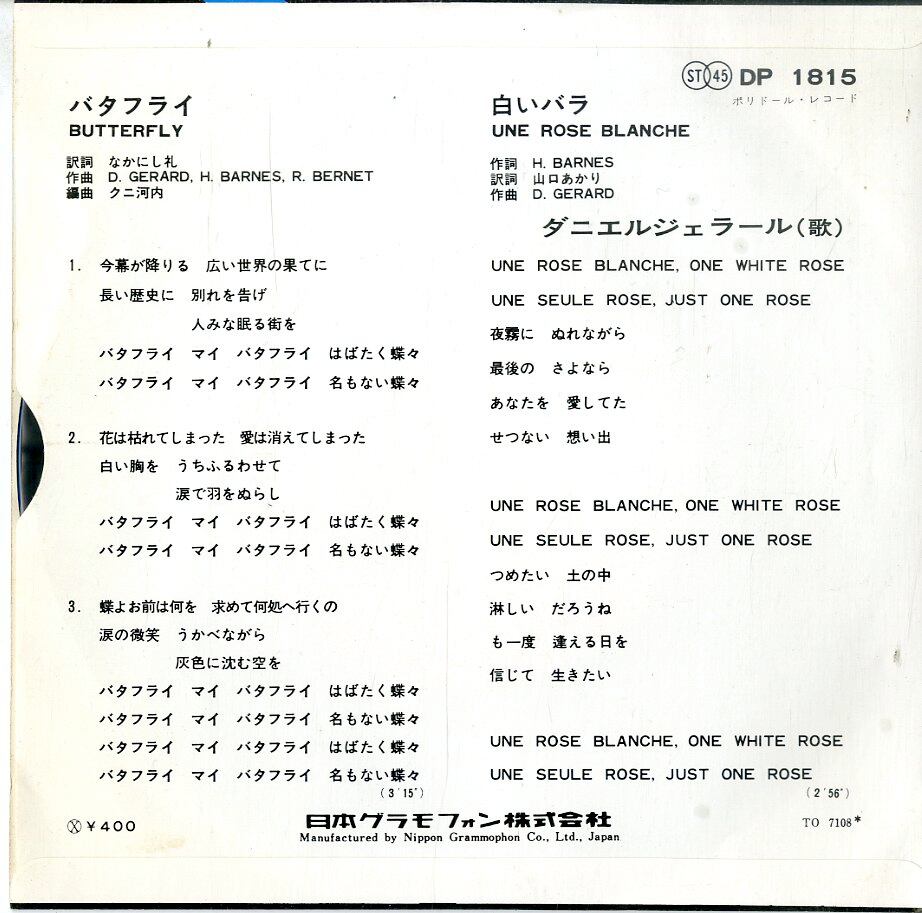 ST 45 DP 1815
ポリドール・レコード
バタフライ
BUTTERFLY
訳詞 なかにし礼
作曲 D. GERARD, H. BARNES, R. BERNET
編曲 クニ河内
1. 今幕が降りる 広い世界の果てに
長い歴史に 別れを告げ
人みな眠る街を
バタフライ マイ バタフライ はばたく蝶々
バタフライ マイ バタフライ 名もない蝶々
2. 花は枯れてしまった 愛は消えてしまった
白い胸を うちふるわせて
涙で羽をぬらし
バタフライ マイ バタフライ はばたく蝶々
バタフライ マイ バタフライ 名もない蝶々
3. 蝶よお前は何を 求めて何処へ行くの
涙の微笑 うかべながら
灰色に沈む空を
バタフライ マイ バタフライ はばたく蝶々
バタフライ マイ バタフライ 名もない蝶々
バタフライ マイ バタフライ はばたく蝶々
バタフライ マイ バタフライ 名もない蝶々
(3′15″)
白いバラ
UNE ROSE BLANCHE
作詞 H. BARNES
訳詞 山口あかり
作曲 D. GERARD
ダニエルジェラール(歌)
UNE ROSE BLANCHE, ONE WHITE ROSE
UNE SEULE ROSE, JUST ONE ROSE
夜霧に ぬれながら
最後の さよなら
あなたを 愛してた
せつない 想い出
UNE ROSE BLANCHE, ONE WHITE ROSE
UNE SEULE ROSE, JUST ONE ROSE
つめたい 土の中
淋しい だろうね
も一度 逢える日を
信じて 生きたい
UNE ROSE BLANCHE, ONE WHITE ROSE
UNE SEULE ROSE, JUST ONE ROSE
(2′56″)
Ⓧ ¥400
日本グラモフォン株式会社
Manufactured by Nippon Grammophon Co., Ltd., Japan
TO 7108*